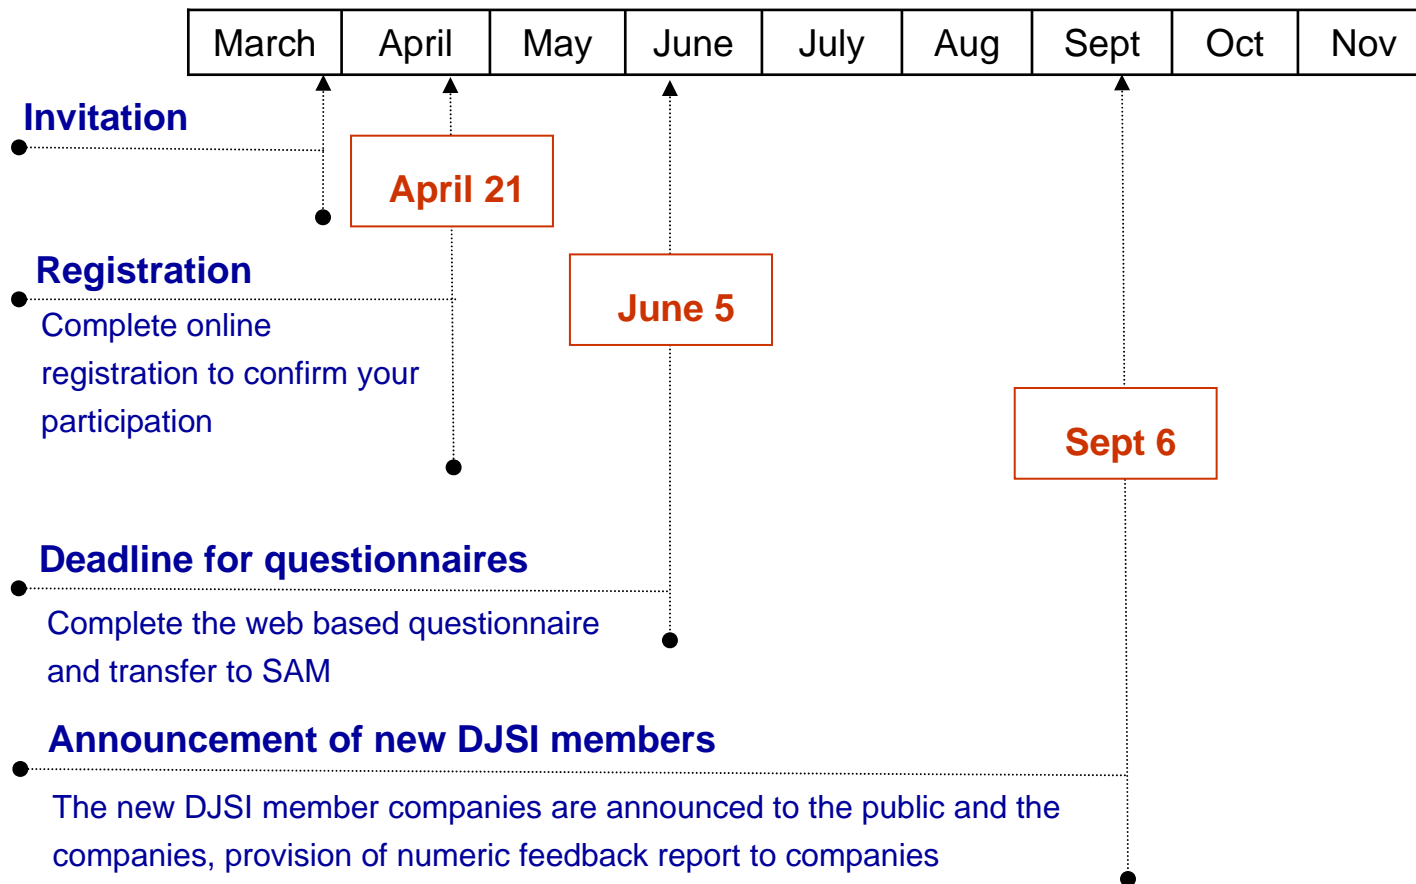 March April May June July Aug Sept Oct Nov
Invitation
April 21
Registration
Complete online
registration to confirm your
participation
June 5
Sept 6
Deadline for questionnaires
Complete the web based questionnaire
and transfer to SAM
Announcement of new DJSI members
The new DJSI member companies are announced to the public and the
companies, provision of numeric feedback report to companies